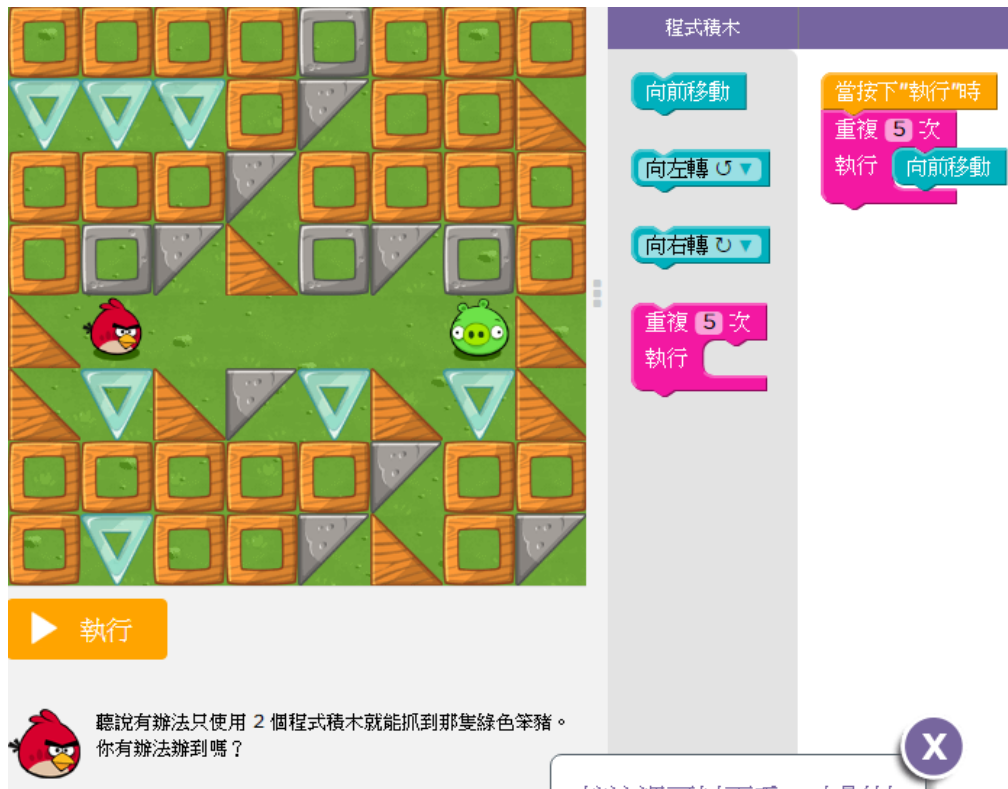 程式積木
向前移動
向左轉 ↺ ▼
向右轉 ↻ ▼
重複 5 次
執行
當按下"執行"時
重複 5 次
執行 向前移動
執行
聽說有辦法只使用 2 個程式積木就能抓到那隻綠色笨豬。
你有辦法辦到嗎？
X